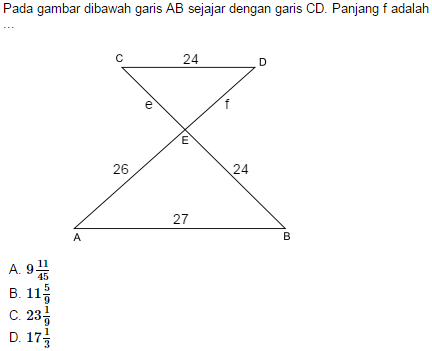 Pada gambar dibawah garis AB sejajar dengan garis CD. Panjang f adalah
...
C 24 D
e f
E
26 24
27
A B
A. 9 11/45
B. 11 5/9
C. 23 1/9
D. 17 1/3